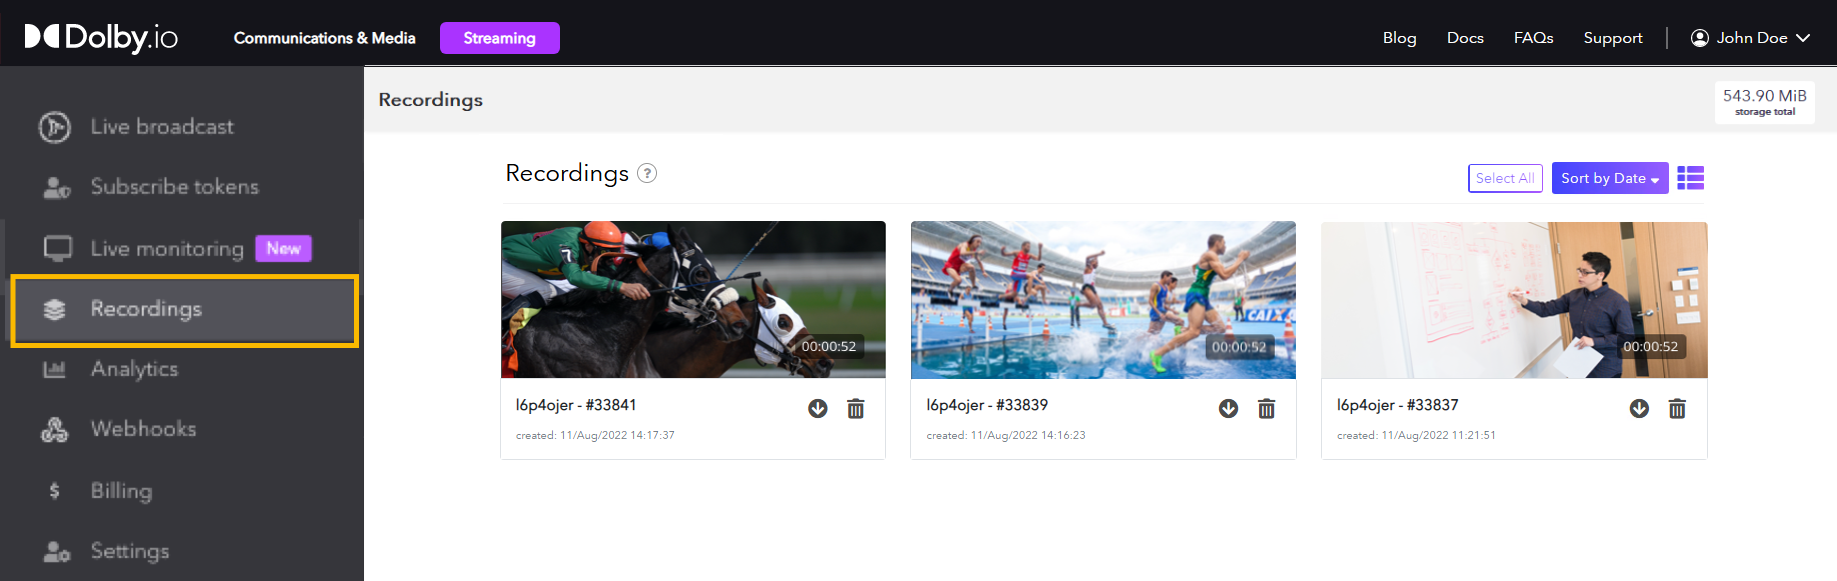 Dolby.io
Communications & Media
Streaming
Blog
Docs
FAQs
Support
John Doe
Live broadcast
Subscribe tokens
Live monitoring New
Recordings
Analytics
Webhooks
$ Billing
Settings
Recordings
543.90 MiB
storage total
Recordings ?
Select All
Sort by Date
7
00:00:52
l6p4ojer - #33841
created: 11/Aug/2022 14:17:37
CAIXA
00:00:52
l6p4ojer - #33839
created: 11/Aug/2022 14:16:23
00:00:52
l6p4ojer - #33837
created: 11/Aug/2022 11:21:51